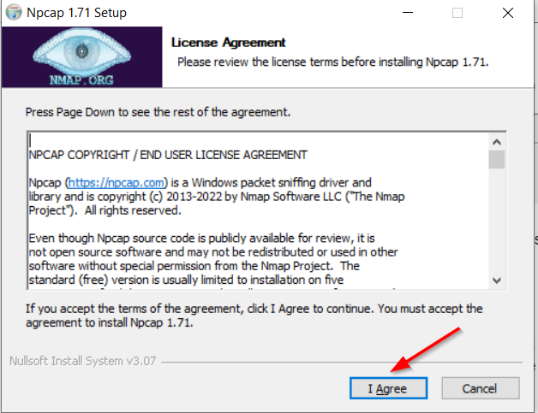 Npcap 1.71 Setup
NMAP.ORG
License Agreement
Please review the license terms before installing Npcap 1.71.
Press Page Down to see the rest of the agreement.
NPCAP COPYRIGHT / END USER LICENSE AGREEMENT
Npcap (https://npcap.com) is a Windows packet sniffing driver and
library and is copyright (c) 2013-2022 by Nmap Software LLC ("The Nmap
Project").  All rights reserved.
Even though Npcap source code is publicly available for review, it is
not open source software and may not be redistributed or used in other
software without special permission from the Nmap Project.  The
standard (free) version is usually limited to installation on five
If you accept the terms of the agreement, click I Agree to continue. You must accept the
agreement to install Npcap 1.71.
Nullsoft Install System v3.07
I Agree
Cancel